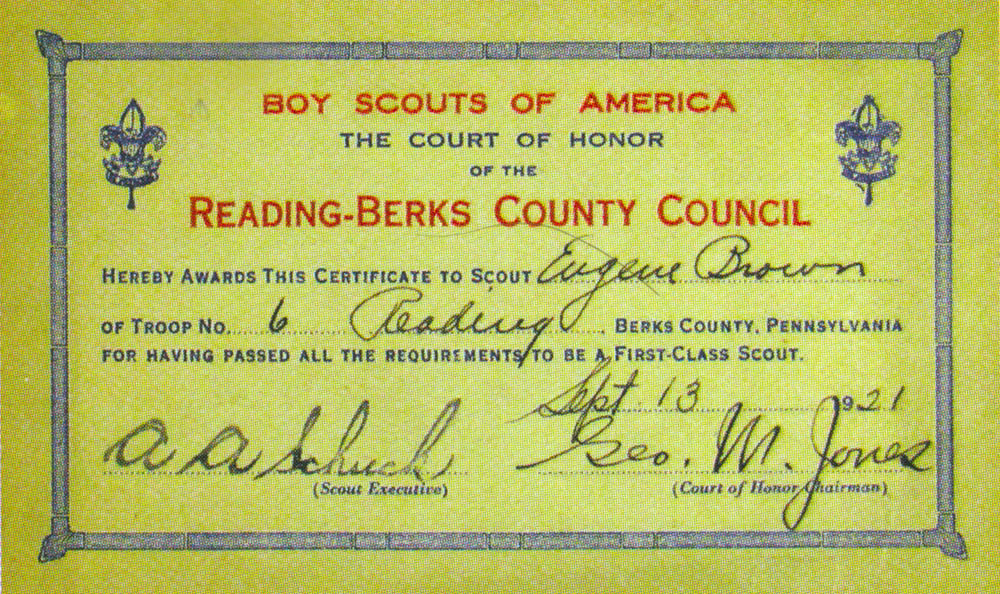 BOY SCOUTS OF AMERICA
THE COURT OF HONOR
OF THE
READING-BERKS COUNTY COUNCIL
HEREBY AWARDS THIS CERTIFICATE TO SCOUT Eugene Brown
OF TROOP NO. 6 Reading, BERKS COUNTY, PENNSYLVANIA
FOR HAVING PASSED ALL THE REQUIREMENTS TO BE A FIRST-CLASS SCOUT.
Sept. 13 1921
A A Schuck Geo. M. Jones
(Scout Executive) (Court of Honor Chairman)